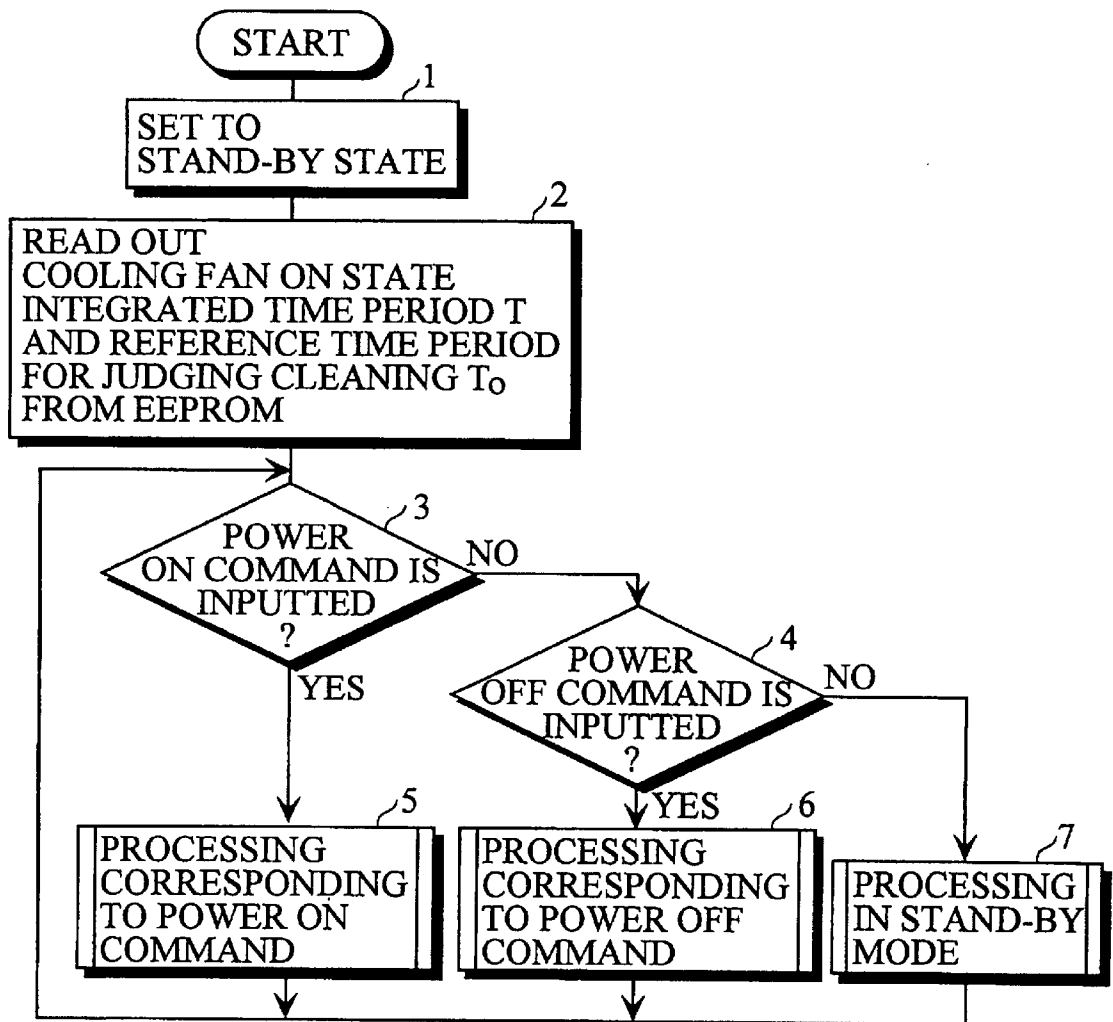 START
1
SET TO
STAND-BY STATE
2
READ OUT
COOLING FAN ON STATE
INTEGRATED TIME PERIOD T
AND REFERENCE TIME PERIOD
FOR JUDGING CLEANING To
FROM EEPROM
3
POWER
ON COMMAND IS
INPUTTED
?
NO
YES
4
POWER
OFF COMMAND IS
INPUTTED
?
NO
YES
5
PROCESSING
CORRESPONDING
TO POWER ON
COMMAND
6
PROCESSING
CORRESPONDING
TO POWER OFF
COMMAND
7
PROCESSING
IN STAND-BY
MODE